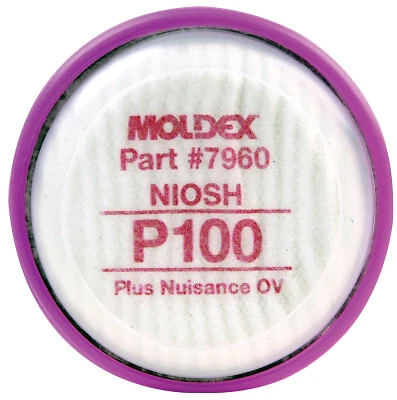 MOLDEX
Part #7960
NIOSH
P100
Plus Nuisance OV